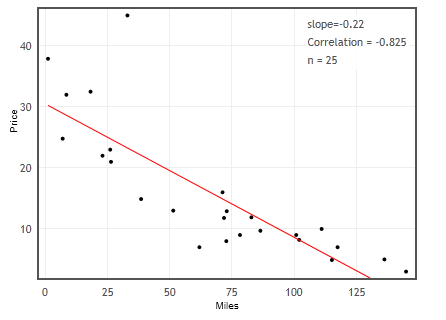 slope=-0.22
Correlation = -0.825
n = 25
Price
40
30
20
10
0 25 50 75 100 125
Miles